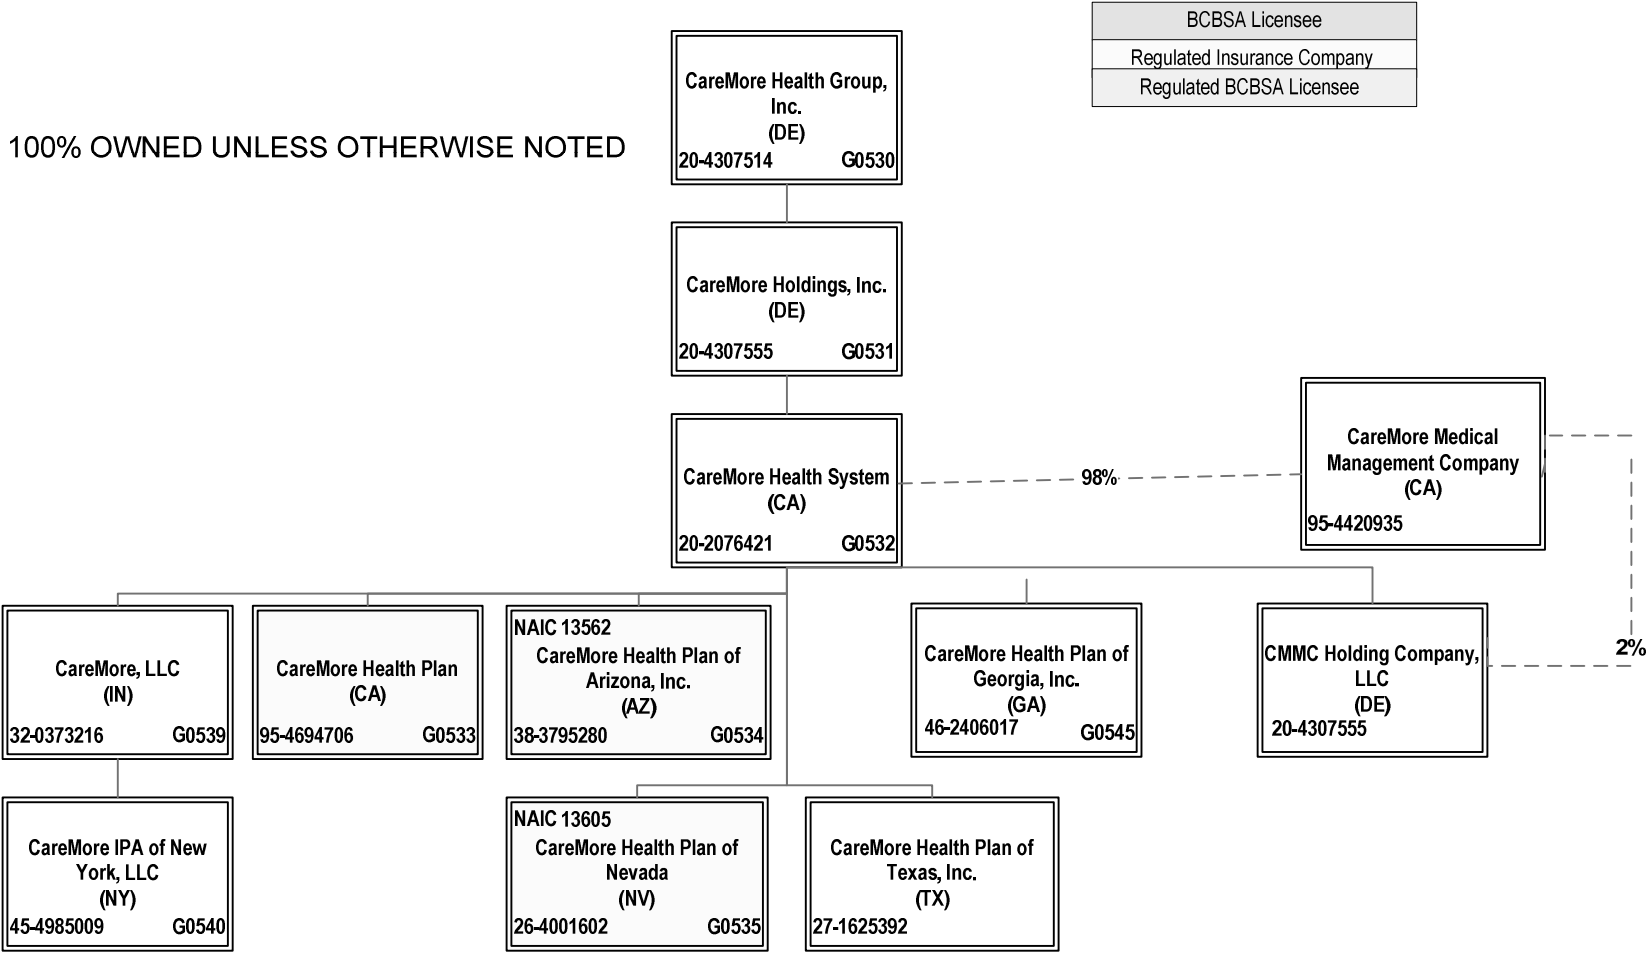 BCBSA Licensee
Regulated Insurance Company
Regulated BCBSA Licensee
100% OWNED UNLESS OTHERWISE NOTED
CareMore Health Group,
Inc.
(DE)
20-4307514 G0530
CareMore Holdings, Inc.
(DE)
20-4307555 G0531
CareMore Health System
(CA)
20-2076421 G0532
98%
CareMore Medical
Management Company
(CA)
95-4420935
2%
CareMore, LLC
(IN)
32-0373216 G0539
CareMore Health Plan
(CA)
95-4694706 G0533
NAIC 13562
CareMore Health Plan of
Arizona, Inc.
(AZ)
38-3795280 G0534
CareMore Health Plan of
Georgia, Inc.
(GA)
46-2406017 G0545
CMMC Holding Company,
LLC
(DE)
20-4307555
CareMore IPA of New
York, LLC
(NY)
45-4985009 G0540
NAIC 13605
CareMore Health Plan of
Nevada
(NV)
26-4001602 G0535
CareMore Health Plan of
Texas, Inc.
(TX)
27-1625392